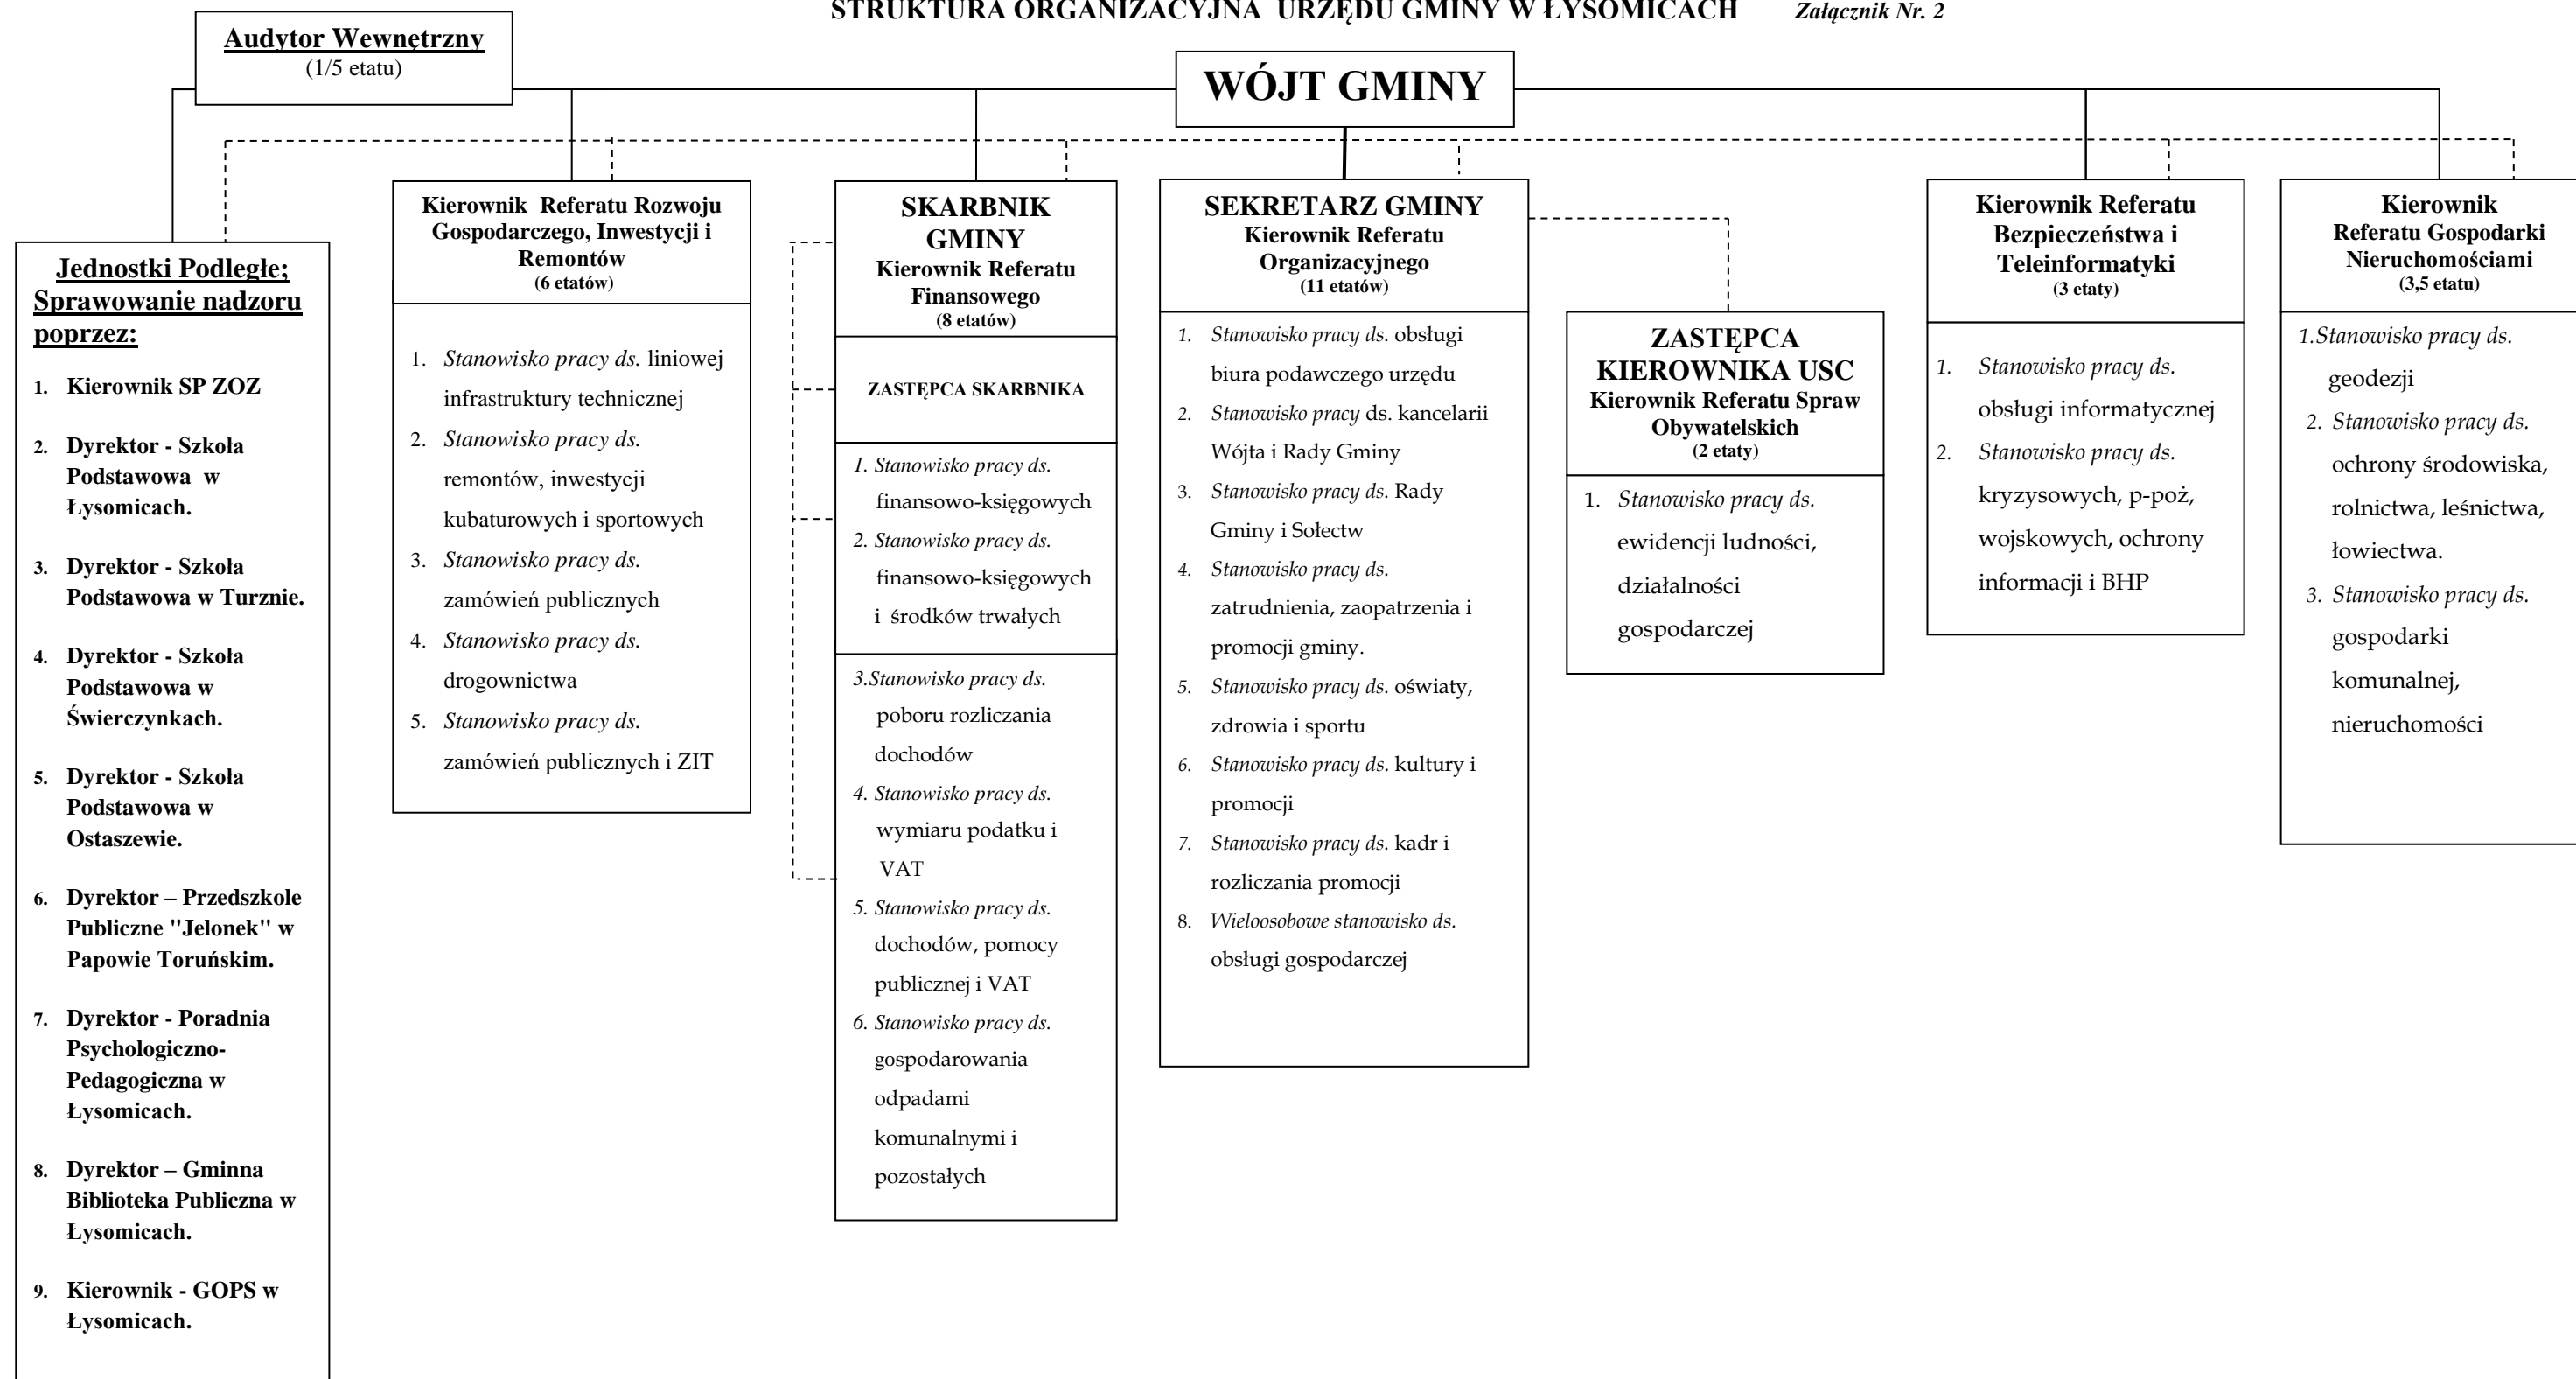 STRUKTURA ORGANIZACYJNA URZĘDU GMINY W ŁYSOMICACH Załącznik Nr. 2
Audytor Wewnętrzny
(1/5 etatu)
WÓJT GMINY
Jednostki Podległe;
Sprawowanie nadzoru
poprzez:
1. Kierownik SP ZOZ
2. Dyrektor - Szkoła
Podstawowa w
Łysomicach.
3. Dyrektor - Szkoła
Podstawowa w Turznie.
4. Dyrektor - Szkoła
Podstawowa w
Świerczynkach.
5. Dyrektor - Szkoła
Podstawowa w
Ostaszewie.
6. Dyrektor – Przedszkole
Publiczne "Jelonek" w
Papowie Toruńskim.
7. Dyrektor - Poradnia
Psychologiczno-
Pedagogiczna w
Łysomicach.
8. Dyrektor – Gminna
Biblioteka Publiczna w
Łysomicach.
9. Kierownik - GOPS w
Łysomicach.
Kierownik Referatu Rozwoju
Gospodarczego, Inwestycji i
Remontów
(6 etatów)
1. Stanowisko pracy ds. liniowej
infrastruktury technicznej
2. Stanowisko pracy ds.
remontów, inwestycji
kubaturowych i sportowych
3. Stanowisko pracy ds.
zamówień publicznych
4. Stanowisko pracy ds.
drogownictwa
5. Stanowisko pracy ds.
zamówień publicznych i ZIT
SKARBNIK
GMINY
Kierownik Referatu
Finansowego
(8 etatów)
ZASTĘPCA SKARBNIKA
1. Stanowisko pracy ds.
finansowo-księgowych
2. Stanowisko pracy ds.
finansowo-księgowych
i środków trwałych
3.Stanowisko pracy ds.
poboru rozliczania
dochodów
4. Stanowisko pracy ds.
wymiaru podatku i
VAT
5. Stanowisko pracy ds.
dochodów, pomocy
publicznej i VAT
6. Stanowisko pracy ds.
gospodarowania
odpadami
komunalnymi i
pozostałych
SEKRETARZ GMINY
Kierownik Referatu
Organizacyjnego
(11 etatów)
1. Stanowisko pracy ds. obsługi
biura podawczego urzędu
2. Stanowisko pracy ds. kancelarii
Wójta i Rady Gminy
3. Stanowisko pracy ds. Rady
Gminy i Sołectw
4. Stanowisko pracy ds.
zatrudnienia, zaopatrzenia i
promocji gminy.
5. Stanowisko pracy ds. oświaty,
zdrowia i sportu
6. Stanowisko pracy ds. kultury i
promocji
7. Stanowisko pracy ds. kadr i
rozliczania promocji
8. Wieloosobowe stanowisko ds.
obsługi gospodarczej
ZASTĘPCA
KIEROWNIKA USC
Kierownik Referatu Spraw
Obywatelskich
(2 etaty)
1. Stanowisko pracy ds.
ewidencji ludności,
działalności
gospodarczej
Kierownik Referatu
Bezpieczeństwa i
Teleinformatyki
(3 etaty)
1. Stanowisko pracy ds.
obsługi informatycznej
2. Stanowisko pracy ds.
kryzysowych, p-poż,
wojskowych, ochrony
informacji i BHP
Kierownik
Referatu Gospodarki
Nieruchomościami
(3,5 etatu)
1.Stanowisko pracy ds.
geodezji
2. Stanowisko pracy ds.
ochrony środowiska,
rolnictwa, leśnictwa,
łowiectwa.
3. Stanowisko pracy ds.
gospodarki
komunalnej,
nieruchomości